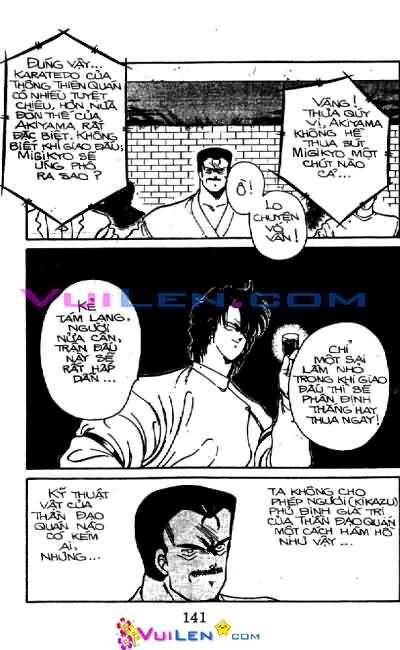 ĐÚNG VẬY...
KARATEDO CỦA
THÔNG THIÊN QUÁN
CÓ NHIỀU TUYỆT
CHIÊU, HƠN NỮA
ĐÒN THẾ CỦA
AKIYAMA RẤT
ĐẶC BIỆT. KHÔNG
BIẾT KHI GIAO ĐẤU,
MIGIKYO SẼ
ỨNG PHÓ
RA SAO ?
VÂNG !
THƯA QUÝ
VỊ, AKIYAMA
KHÔNG HỀ
THUA SÚT
MIGIKYO MỘT
CHÚT NÀO
CẢ...
Ồ !
LO
CHUYỆN
VỚ
VẨN !
KẺ
TÁM LẠNG,
NGƯỜI
NỬA CÂN,
TRẬN ĐẤU
NÀY SẼ
RẤT HẤP
DẪN ...
CHỈ
MỘT SAI
LẦM NHỎ
TRONG KHI GIAO
ĐẤU THÌ SẼ
PHÂN ĐỊNH
THẮNG HAY
THUA NGAY !
VUILEN.COM
KỸ THUẬT
VẬT CỦA
THẦN ĐẠO
QUÁN NÀO
CÓ KÉM
AI,
NHƯNG...
TA KHÔNG CHO
PHÉP NGƯỜI (KIKAZU)
PHỦ ĐỊNH GIÁ TRỊ
CỦA THẦN ĐẠO QUÁN
MỘT CÁCH HÀM HỒ
NHƯ VẬY ...
141
VUILEN.COM